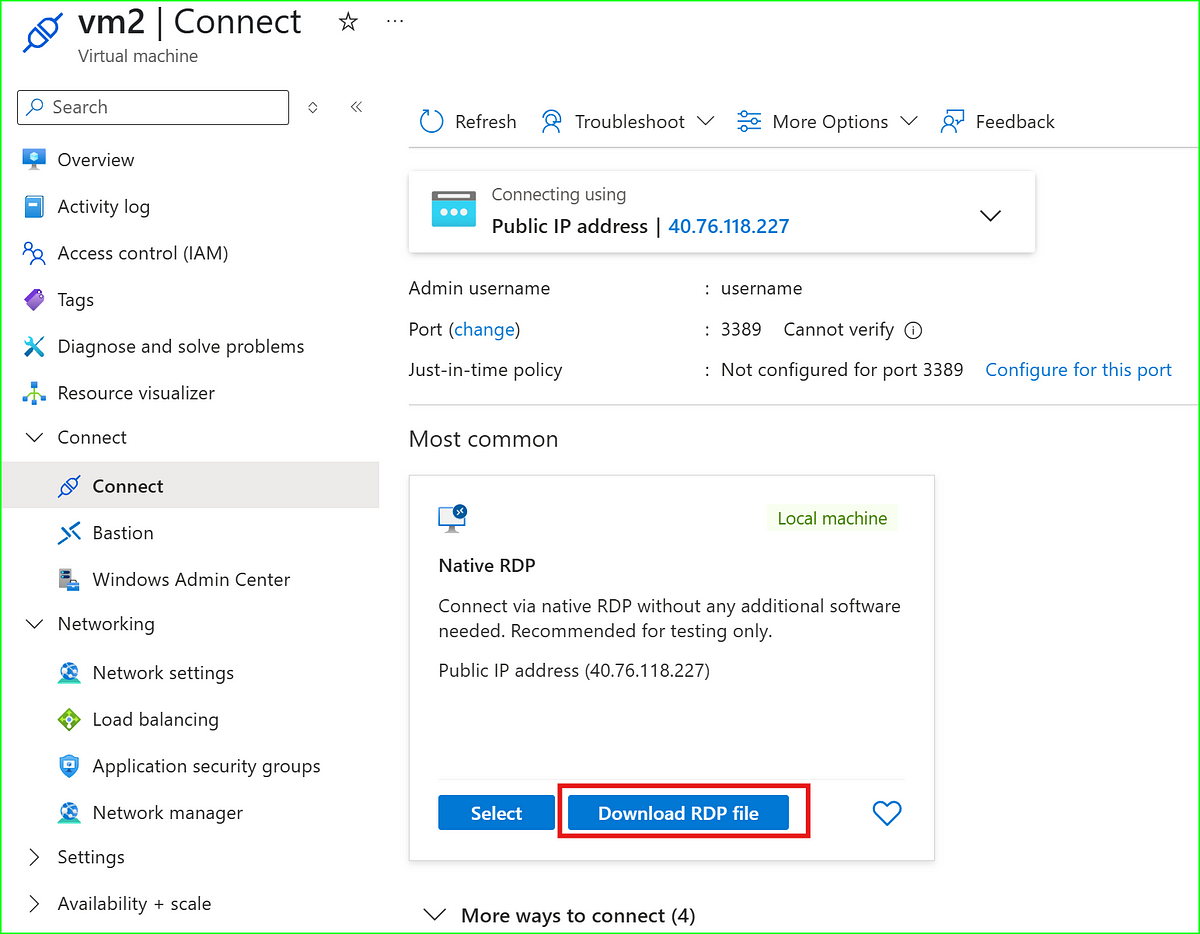 vm2 | Connect
Virtual machine
Search
Overview
Activity log
Access control (IAM)
Tags
Diagnose and solve problems
Resource visualizer
Connect
Connect
Bastion
Windows Admin Center
Networking
Network settings
Load balancing
Application security groups
Network manager
Settings
Availability + scale
Refresh Troubleshoot More Options Feedback
Connecting using
Public IP address | 40.76.118.227
Admin username : username
Port (change) : 3389 Cannot verify
Just-in-time policy : Not configured for port 3389 Configure for this port
Most common
Local machine
Native RDP
Connect via native RDP without any additional software
needed. Recommended for testing only.
Public IP address (40.76.118.227)
Select Download RDP file
More ways to connect (4)